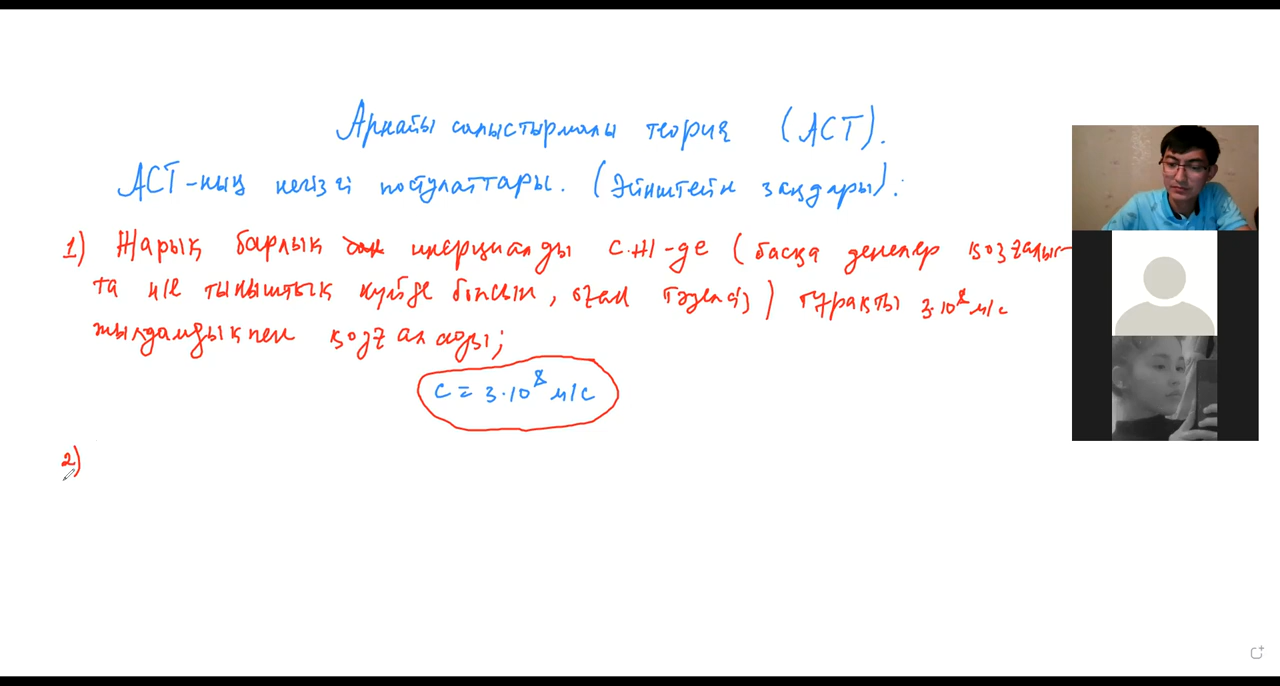 Арнайы салыстырмалы теория (АСТ).
АСТ-ның негізгі постулаттары. (Эйнштейн заңдары):
1) Жарық барлық инерциалды С.Ж-де (басқа денелер қозғалыс-
та н/е тыныштық күйде болсын, оған тәуелсіз) тұрақты 3·10⁸ м/с
жылдамдықпен қозғалады;
c = 3·10⁸ м/с
2)